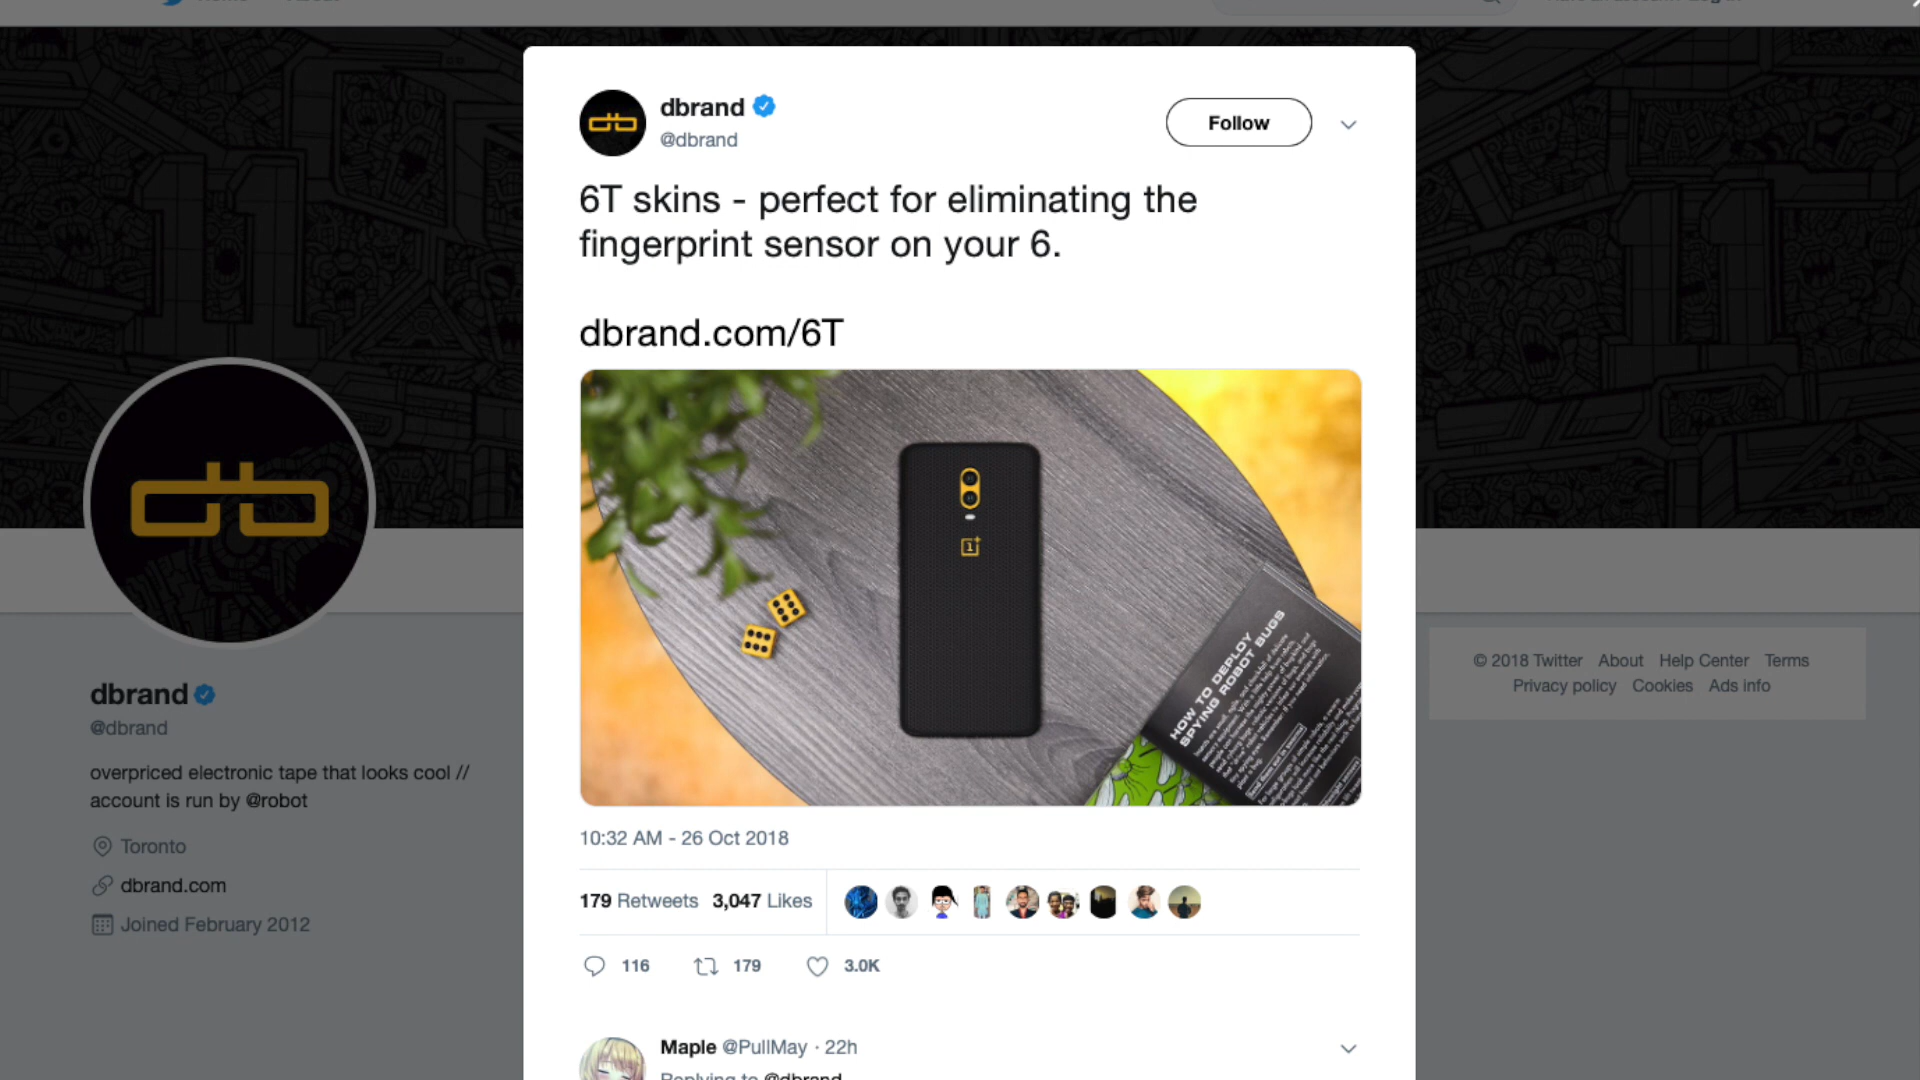 dbrand
@dbrand
Follow
6T skins - perfect for eliminating the
fingerprint sensor on your 6.
dbrand.com/6T
HOW TO DEPLOY
SPYING ROBOT BUGS
10:32 AM - 26 Oct 2018
179 Retweets 3,047 Likes
116 179 3.0K
Maple @PullMay · 22h
Replying to @dbrand
dbrand
@dbrand
overpriced electronic tape that looks cool //
account is run by @robot
Toronto
dbrand.com
Joined February 2012
© 2018 Twitter About Help Center Terms
Privacy policy Cookies Ads info